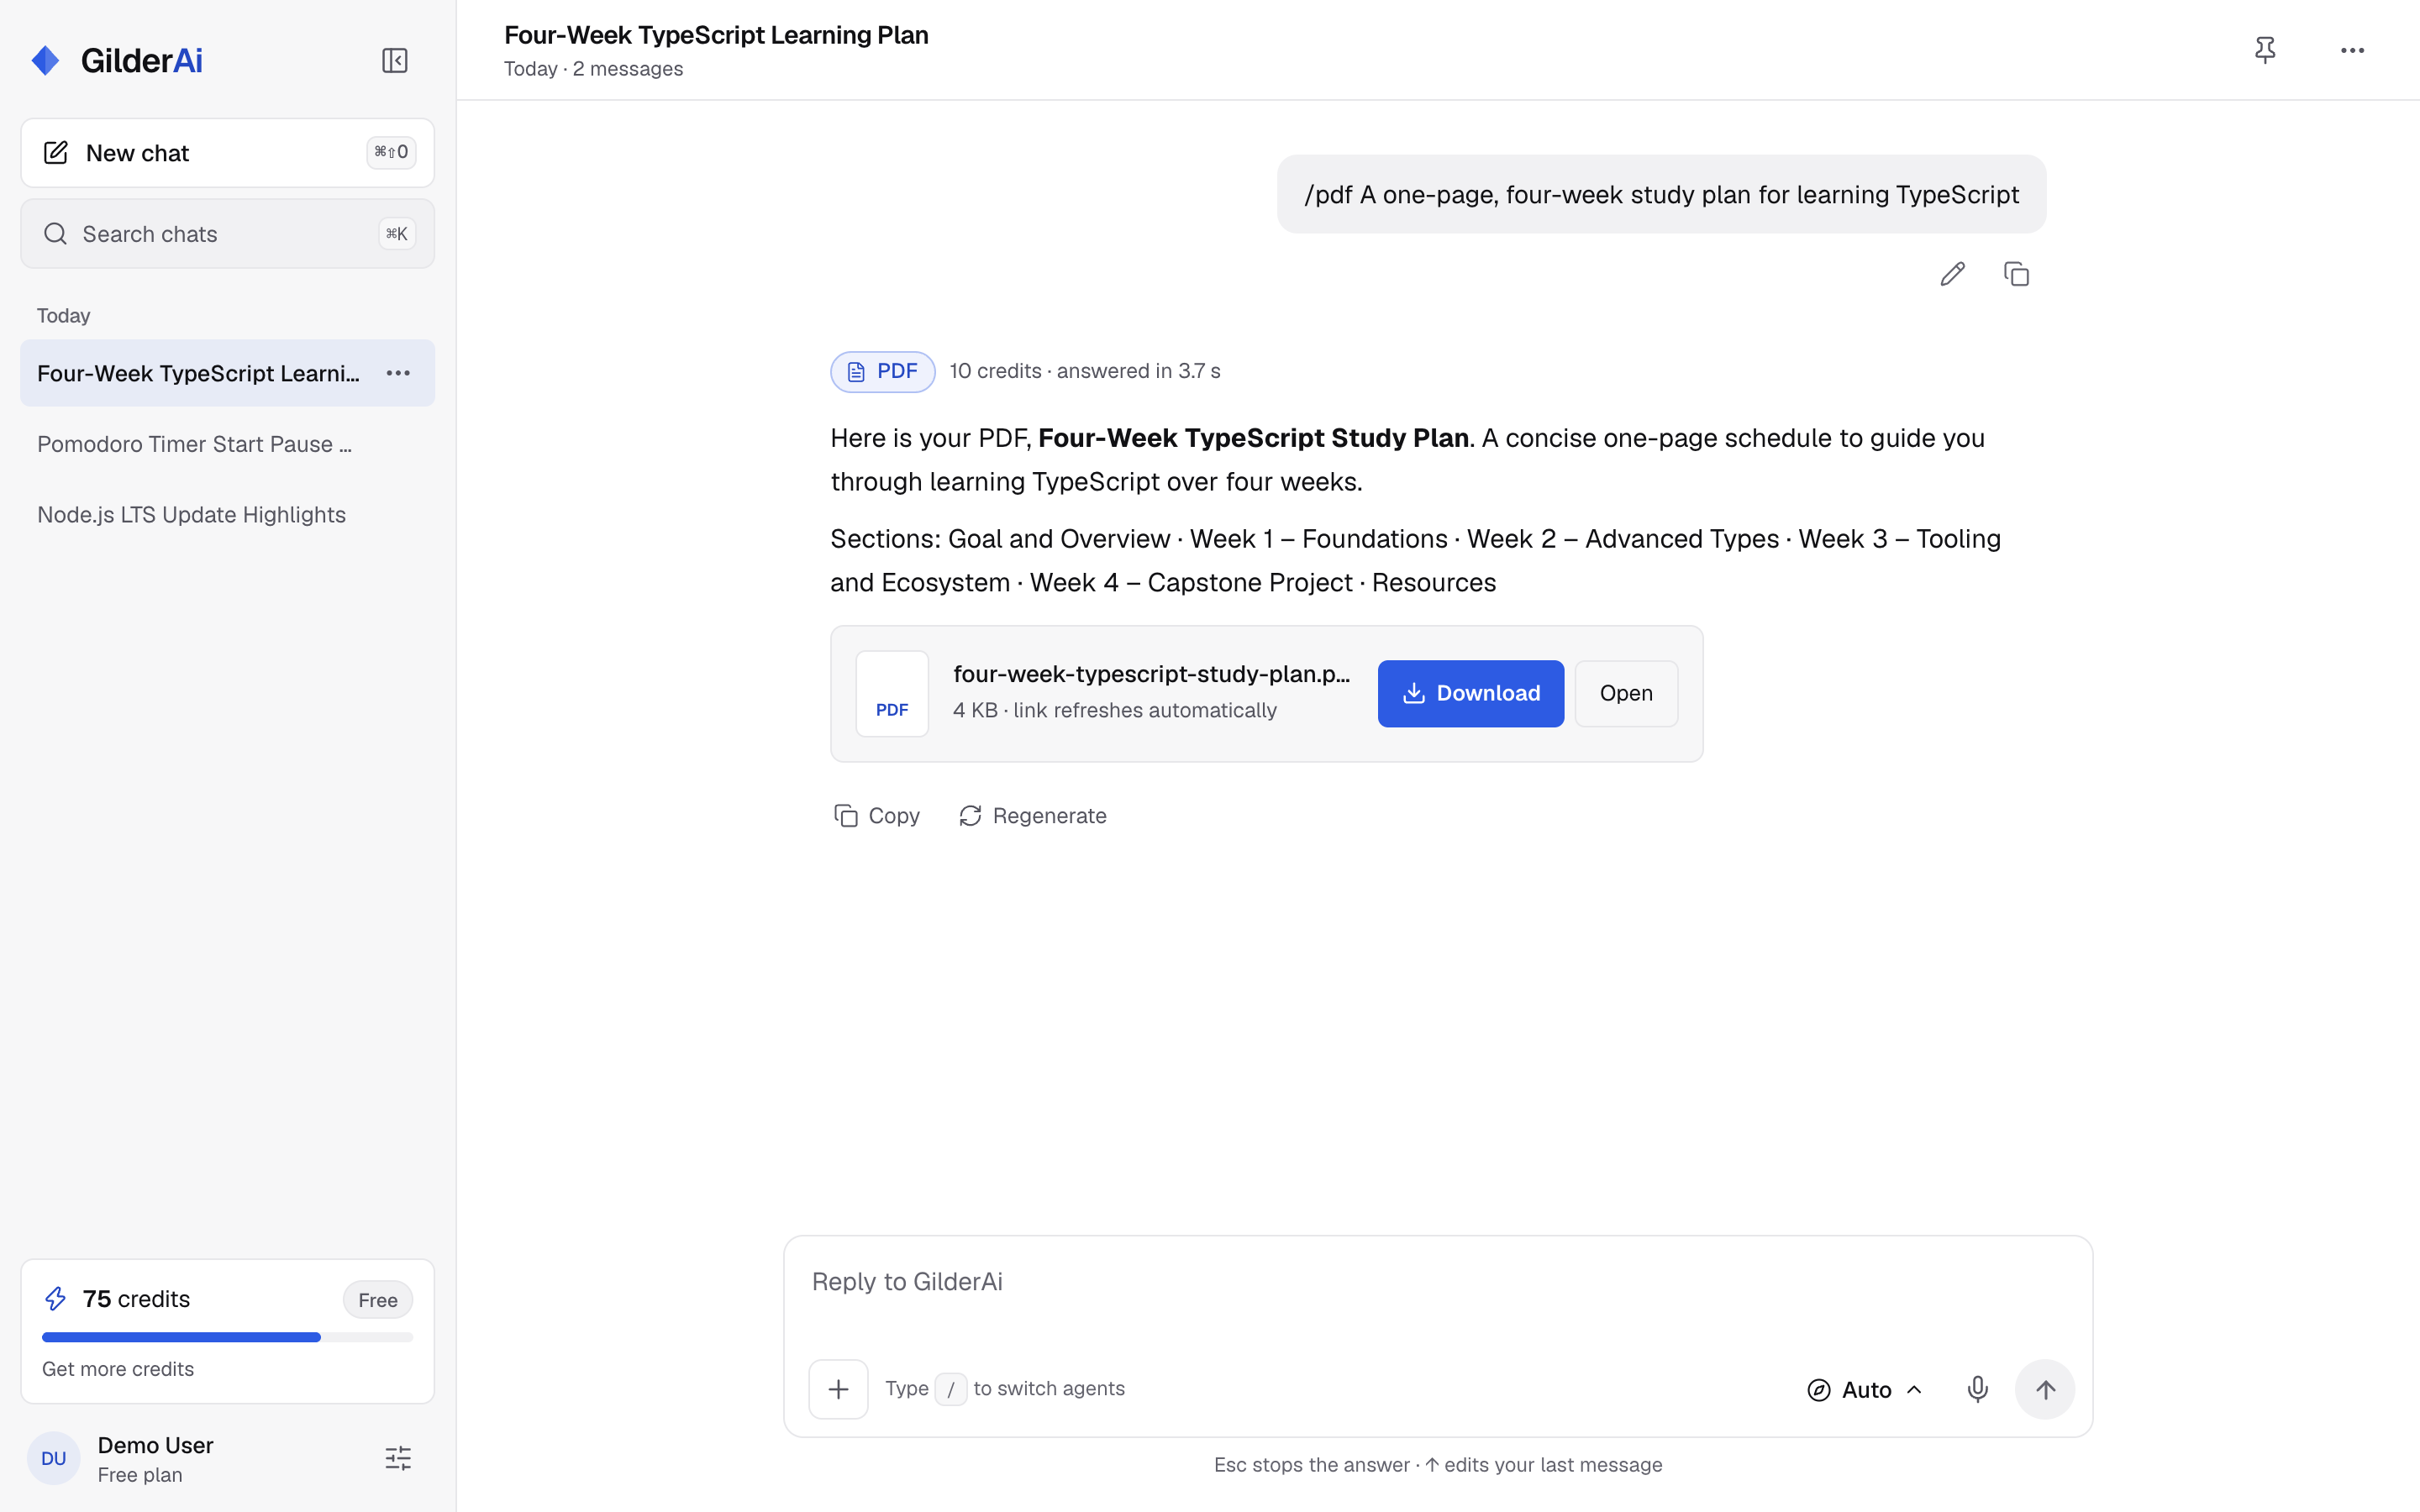 GilderAi
New chat
⌘⇧O
Search chats
⌘K
Today
Four-Week TypeScript Learni...
Pomodoro Timer Start Pause ...
Node.js LTS Update Highlights
75 credits
Free
Get more credits
DU
Demo User
Free plan
Four-Week TypeScript Learning Plan
Today · 2 messages
/pdf A one-page, four-week study plan for learning TypeScript
PDF
10 credits · answered in 3.7 s
Here is your PDF, Four-Week TypeScript Study Plan. A concise one-page schedule to guide you
through learning TypeScript over four weeks.
Sections: Goal and Overview · Week 1 – Foundations · Week 2 – Advanced Types · Week 3 – Tooling
and Ecosystem · Week 4 – Capstone Project · Resources
PDF
four-week-typescript-study-plan.p...
4 KB · link refreshes automatically
Download
Open
Copy
Regenerate
Reply to GilderAi
Type / to switch agents
Auto
Esc stops the answer · ↑ edits your last message